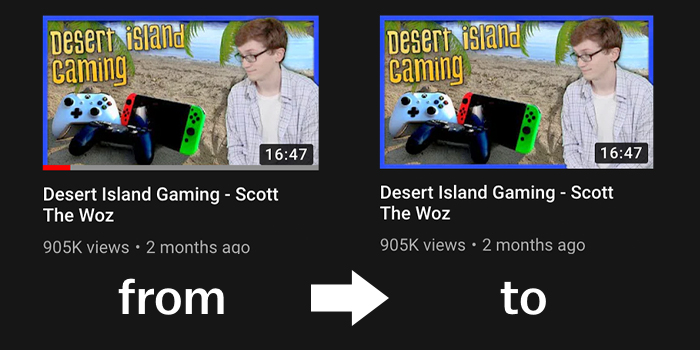 Desert island
Gaming
16:47
Desert Island Gaming - Scott
The Woz
905K views • 2 months ago
Desert island
Gaming
16:47
Desert Island Gaming - Scott
The Woz
905K views • 2 months ago
from
to